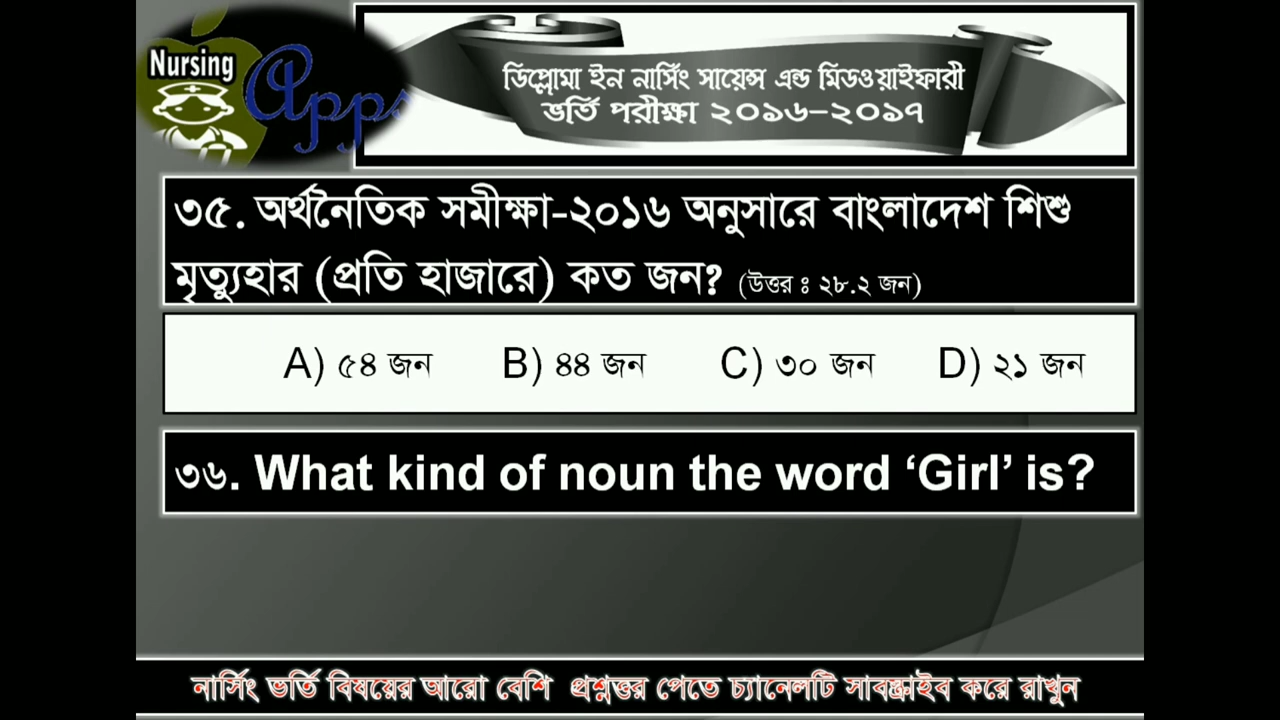 Nursing
Apps
ডিপ্লোমা ইন নার্সিং সায়েন্স এন্ড মিডওয়াইফারী
ভর্তি পরীক্ষা ২০১৬-২০১৭
৩৫. অর্থনৈতিক সমীক্ষা-২০১৬ অনুসারে বাংলাদেশ শিশু
মৃত্যুহার (প্রতি হাজারে) কত জন? (উত্তর ঃ ২৮.২ জন)
A) ৫৪ জন B) ৪৪ জন C) ৩০ জন D) ২১ জন
৩৬. What kind of noun the word ‘Girl’ is?
নার্সিং ভর্তি বিষয়ের আরো বেশি প্রশ্নত্তর পেতে চ্যানেলটি সাবস্ক্রাইব করে রাখুন